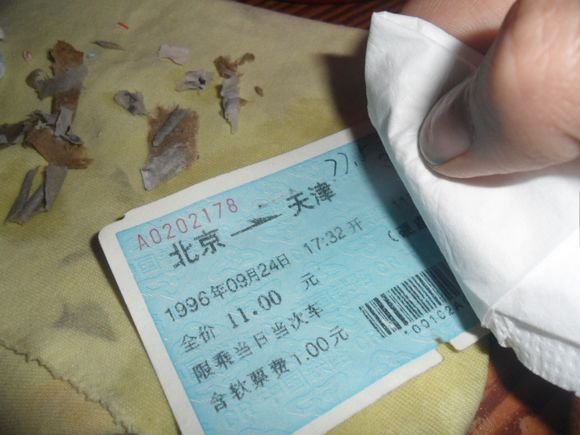 A0202178
北京 天津
1996年09月24日 17:32开
全价 11.00 元
限乘当日当次车
含软票费1.00元